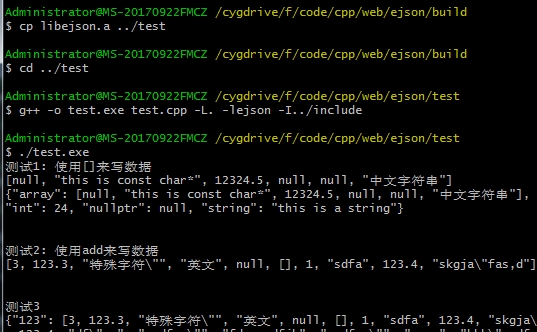 Administrator@MS-20170922FMCZ /cygdrive/f/code/cpp/web/ejson/build
$ cp libejson.a ../test
Administrator@MS-20170922FMCZ /cygdrive/f/code/cpp/web/ejson/build
$ cd ../test
Administrator@MS-20170922FMCZ /cygdrive/f/code/cpp/web/ejson/test
$ g++ -o test.exe test.cpp -L. -lejson -I../include
Administrator@MS-20170922FMCZ /cygdrive/f/code/cpp/web/ejson/test
$ ./test.exe
测试1: 使用[]来写数据
[null, "this is const char*", 12324.5, null, null, "中文字符串"]
{"array": [null, "this is const char*", 12324.5, null, null, "中文字符串"],
"int": 24, "nullptr": null, "string": "this is a string"}
测试2: 使用add来写数据
[3, 123.3, "特殊字符\"", "英文", null, [], 1, "sdfa", 123.4, "skgja\"fas,d"]
测试3
{"123": [3, 123.3, "特殊字符\"", "英文", null, [], 1, "sdfa", 123.4, "skgja\